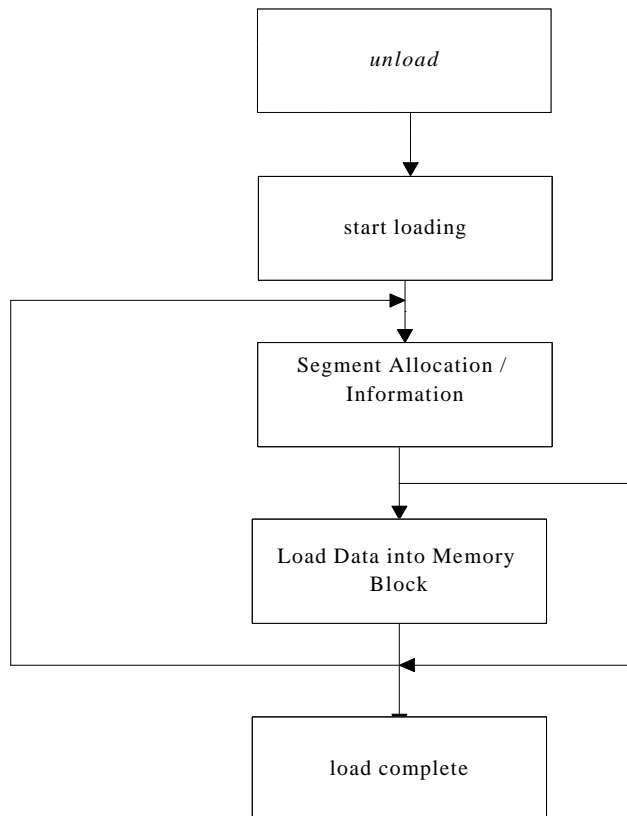 unload
start loading
Segment Allocation /
Information
Load Data into Memory
Block
load complete